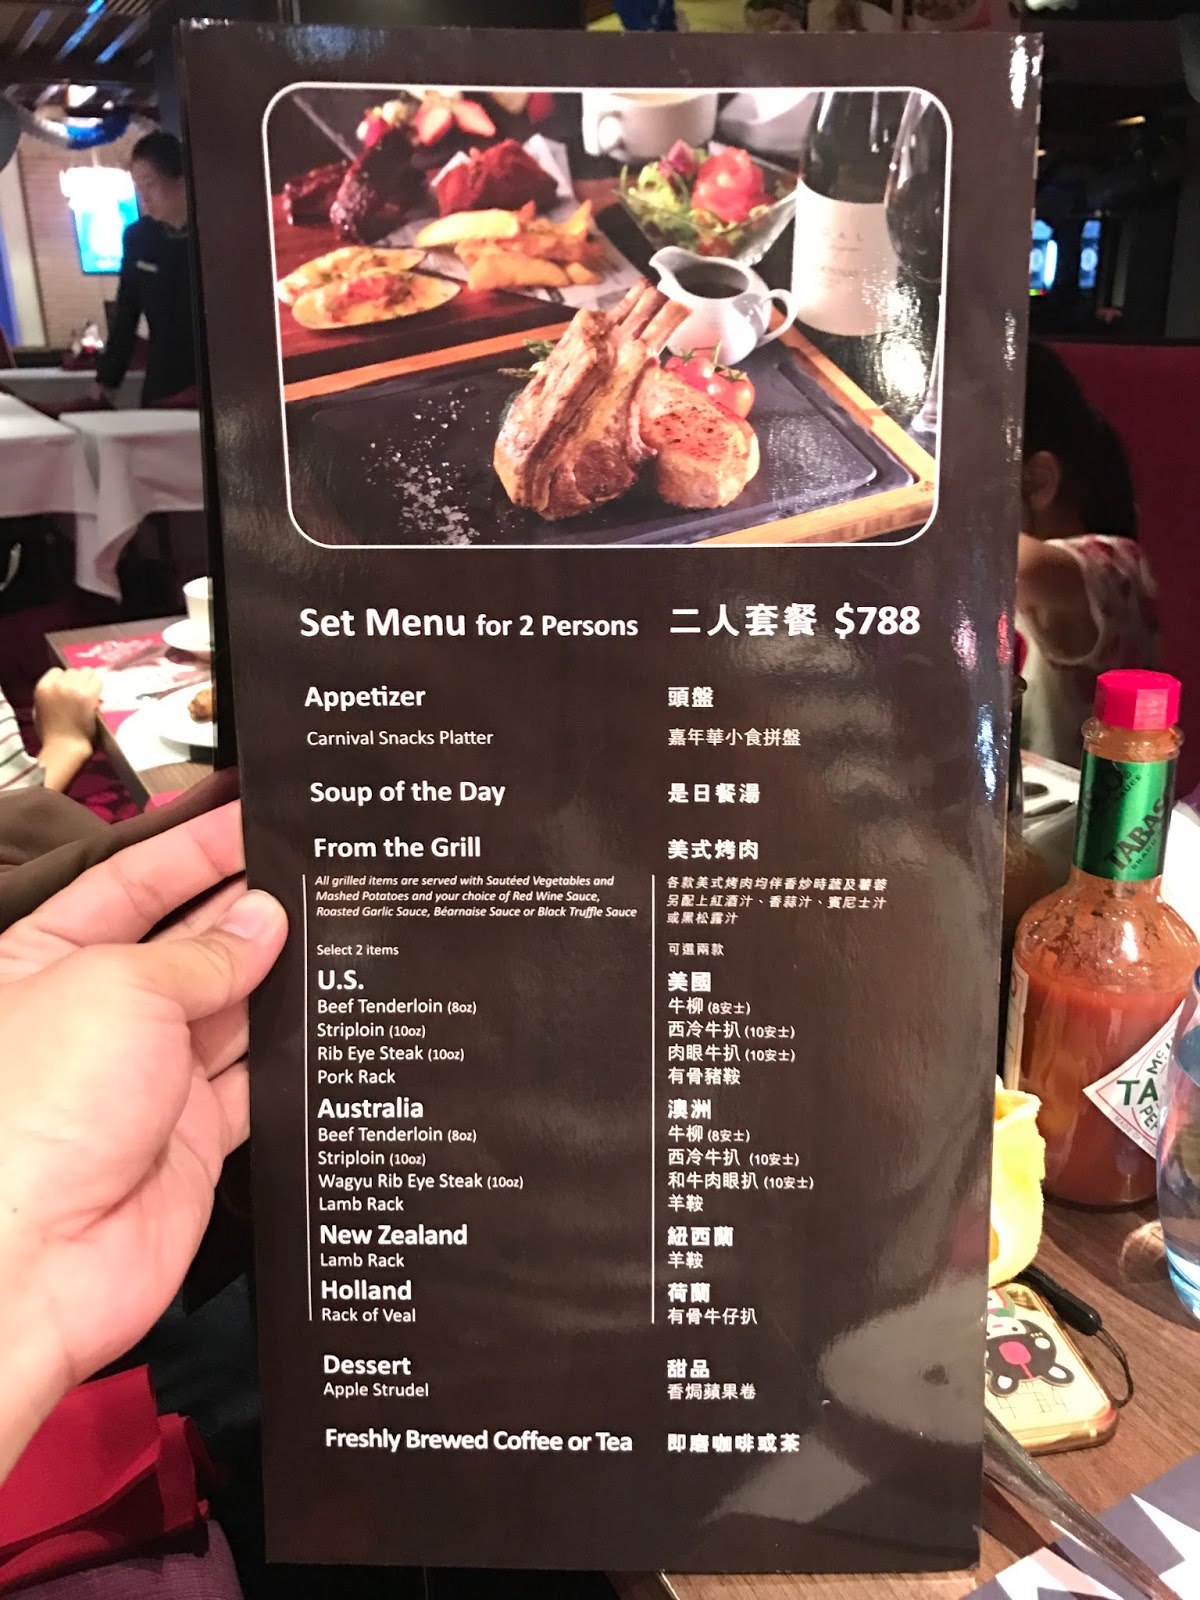 Set Menu for 2 Persons 二人套餐 $788
Appetizer 頭盤
Carnival Snacks Platter 嘉年華小食拼盤
Soup of the Day 是日餐湯
From the Grill 美式烤肉
All grilled items are served with Sautéed Vegetables and
Mashed Potatoes and your choice of Red Wine Sauce,
Roasted Garlic Sauce, Béarnaise Sauce or Black Truffle Sauce
各款美式烤肉均伴香炒時蔬及薯蓉
另配上紅酒汁、香蒜汁、賓尼士汁
或黑松露汁
Select 2 items 可選兩款
U.S. 美國
Beef Tenderloin (8oz) 牛柳 (8安士)
Striploin (10oz) 西冷牛扒 (10安士)
Rib Eye Steak (10oz) 肉眼牛扒 (10安士)
Pork Rack 有骨豬鞍
Australia 澳洲
Beef Tenderloin (8oz) 牛柳 (8安士)
Striploin (10oz) 西冷牛扒 (10安士)
Wagyu Rib Eye Steak (10oz) 和牛肉眼扒 (10安士)
Lamb Rack 羊鞍
New Zealand 紐西蘭
Lamb Rack 羊鞍
Holland 荷蘭
Rack of Veal 有骨牛仔扒
Dessert 甜品
Apple Strudel 香焗蘋果卷
Freshly Brewed Coffee or Tea 即磨咖啡或茶
TABAS
TA